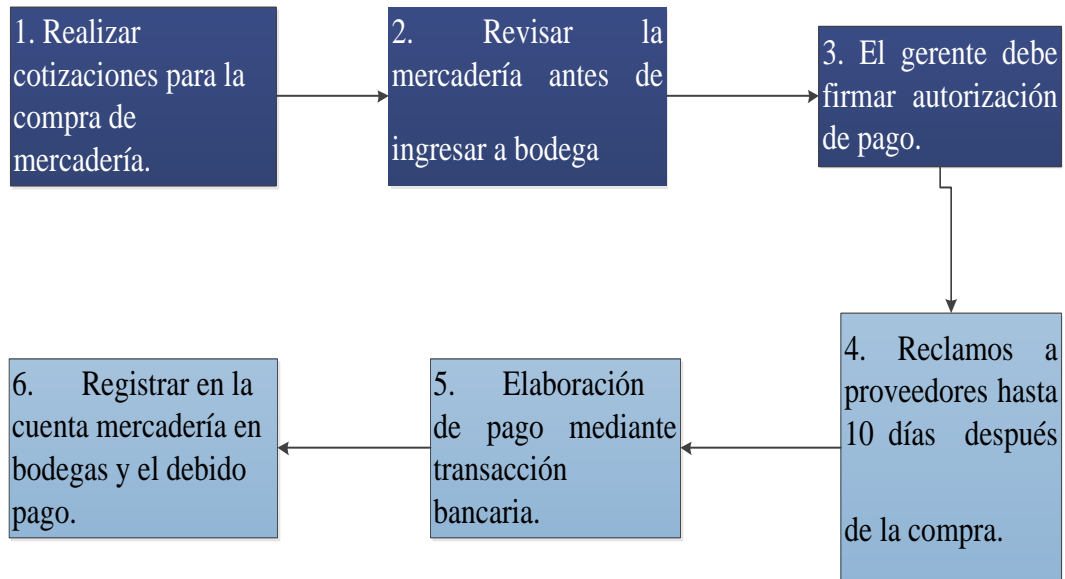 1. Realizar
cotizaciones para la
compra de
mercadería.
2. Revisar la
mercadería antes de
ingresar a bodega
3. El gerente debe
firmar autorización
de pago.
4. Reclamos a
proveedores hasta
10 días después
de la compra.
5. Elaboración
de pago mediante
transacción
bancaria.
6. Registrar en la
cuenta mercadería en
bodegas y el debido
pago.